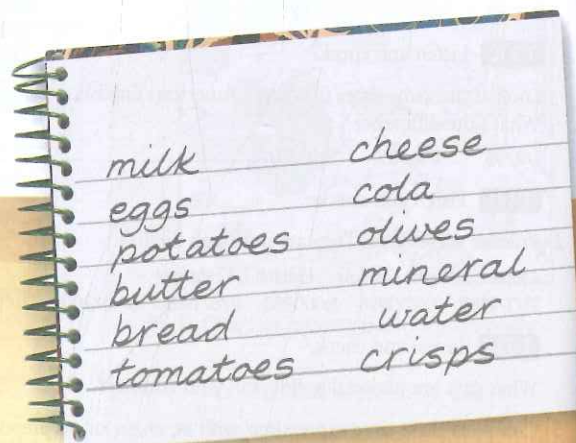 milk
eggs
potatoes
butter
bread
tomatoes
cheese
cola
olives
mineral
water
crisps